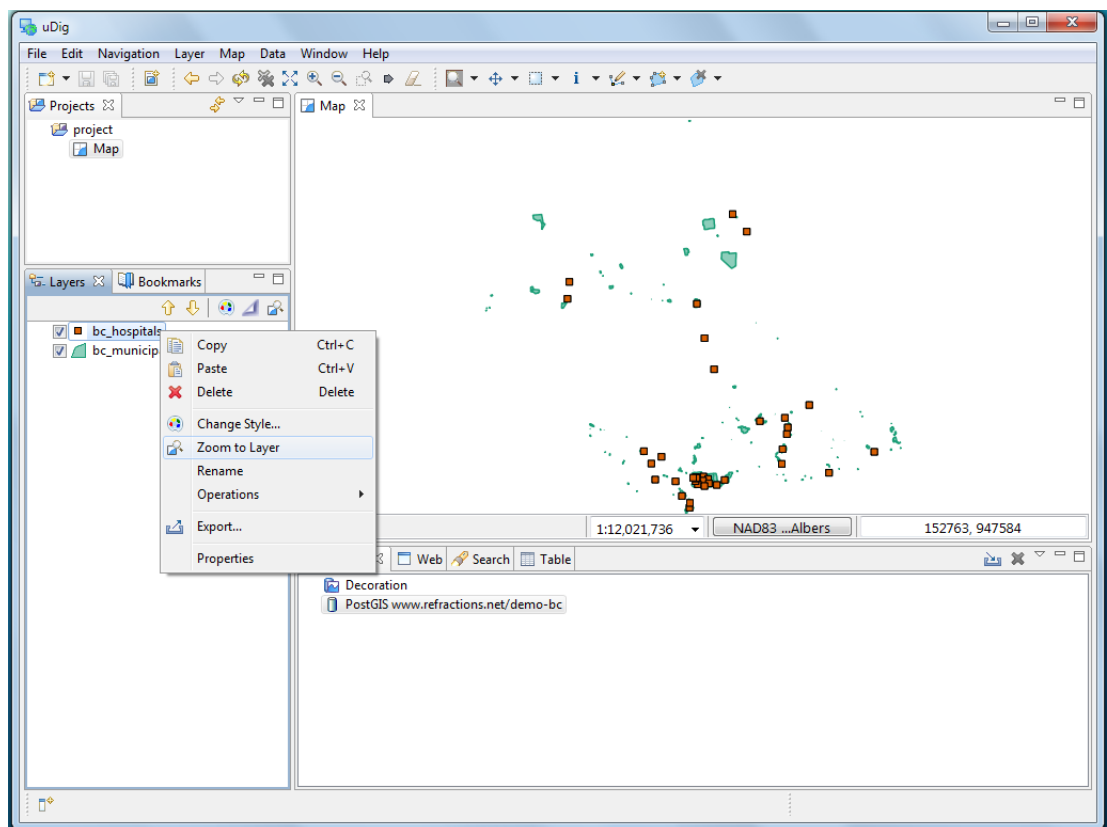 uDig
File Edit Navigation Layer Map Data Window Help
Projects
project
Map
Map
Layers Bookmarks
bc_hospitals
bc_municip
Copy Ctrl+C
Paste Ctrl+V
Delete Delete
Change Style...
Zoom to Layer
Rename
Operations
Export...
Properties
1:12,021,736 NAD83 ...Albers 152763, 947584
Web Search Table
Decoration
PostGIS www.refractions.net/demo-bc